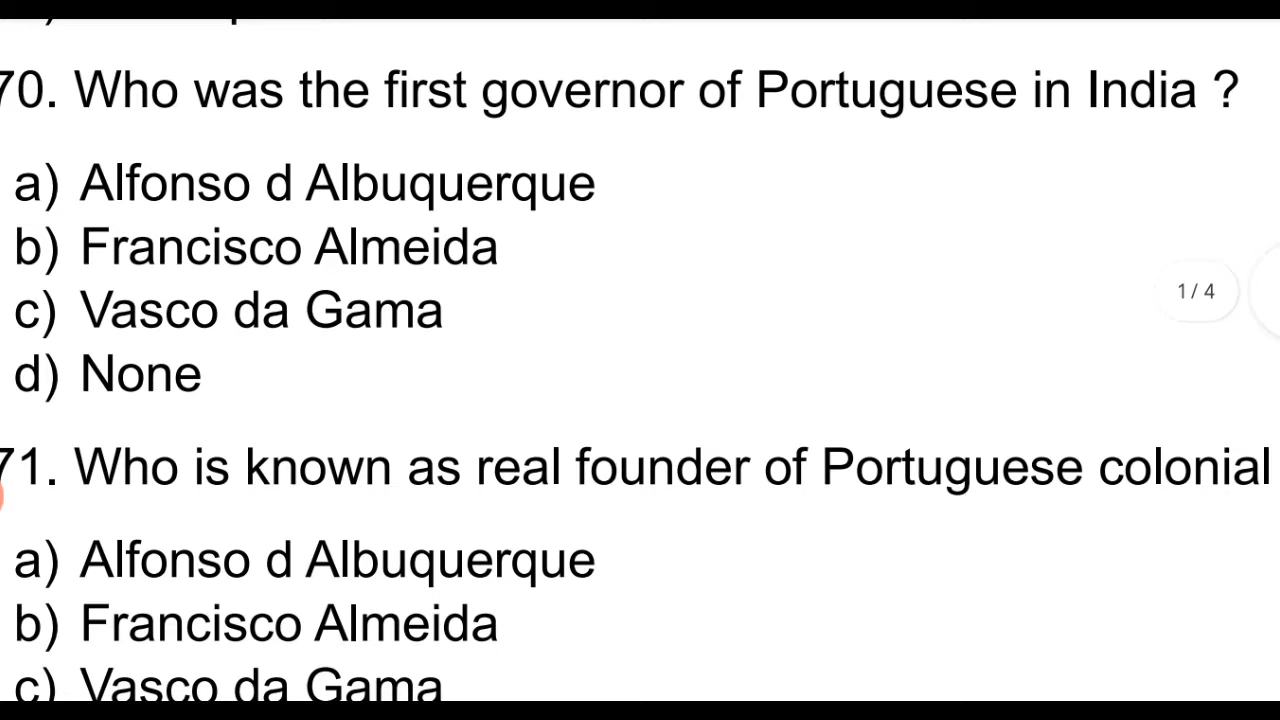 70. Who was the first governor of Portuguese in India ?
a) Alfonso d Albuquerque
b) Francisco Almeida
c) Vasco da Gama
1 / 4
d) None
71. Who is known as real founder of Portuguese colonial
a) Alfonso d Albuquerque
b) Francisco Almeida
c) Vasco da Gama